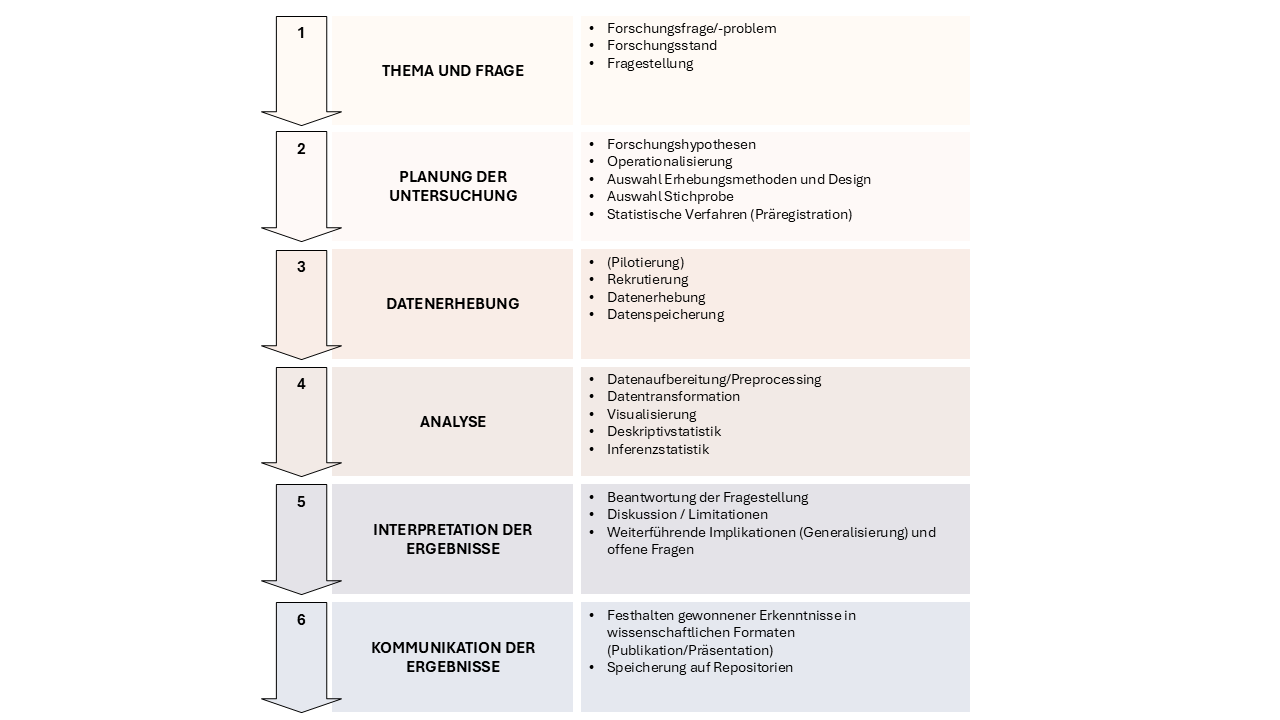 1
THEMA UND FRAGE
• Forschungsfrage/-problem
• Forschungsstand
• Fragestellung
2
PLANUNG DER
UNTERSUCHUNG
• Forschungshypothesen
• Operationalisierung
• Auswahl Erhebungsmethoden und Design
• Auswahl Stichprobe
• Statistische Verfahren (Präregistration)
3
DATENERHEBUNG
• (Pilotierung)
• Rekrutierung
• Datenerhebung
• Datenspeicherung
4
ANALYSE
• Datenaufbereitung/Preprocessing
• Datentransformation
• Visualisierung
• Deskriptivstatistik
• Inferenzstatistik
5
INTERPRETATION DER
ERGEBNISSE
• Beantwortung der Fragestellung
• Diskussion / Limitationen
• Weiterführende Implikationen (Generalisierung) und
offene Fragen
6
KOMMUNIKATION DER
ERGEBNISSE
• Festhalten gewonnener Erkenntnisse in
wissenschaftlichen Formaten
(Publikation/Präsentation)
• Speicherung auf Repositorien